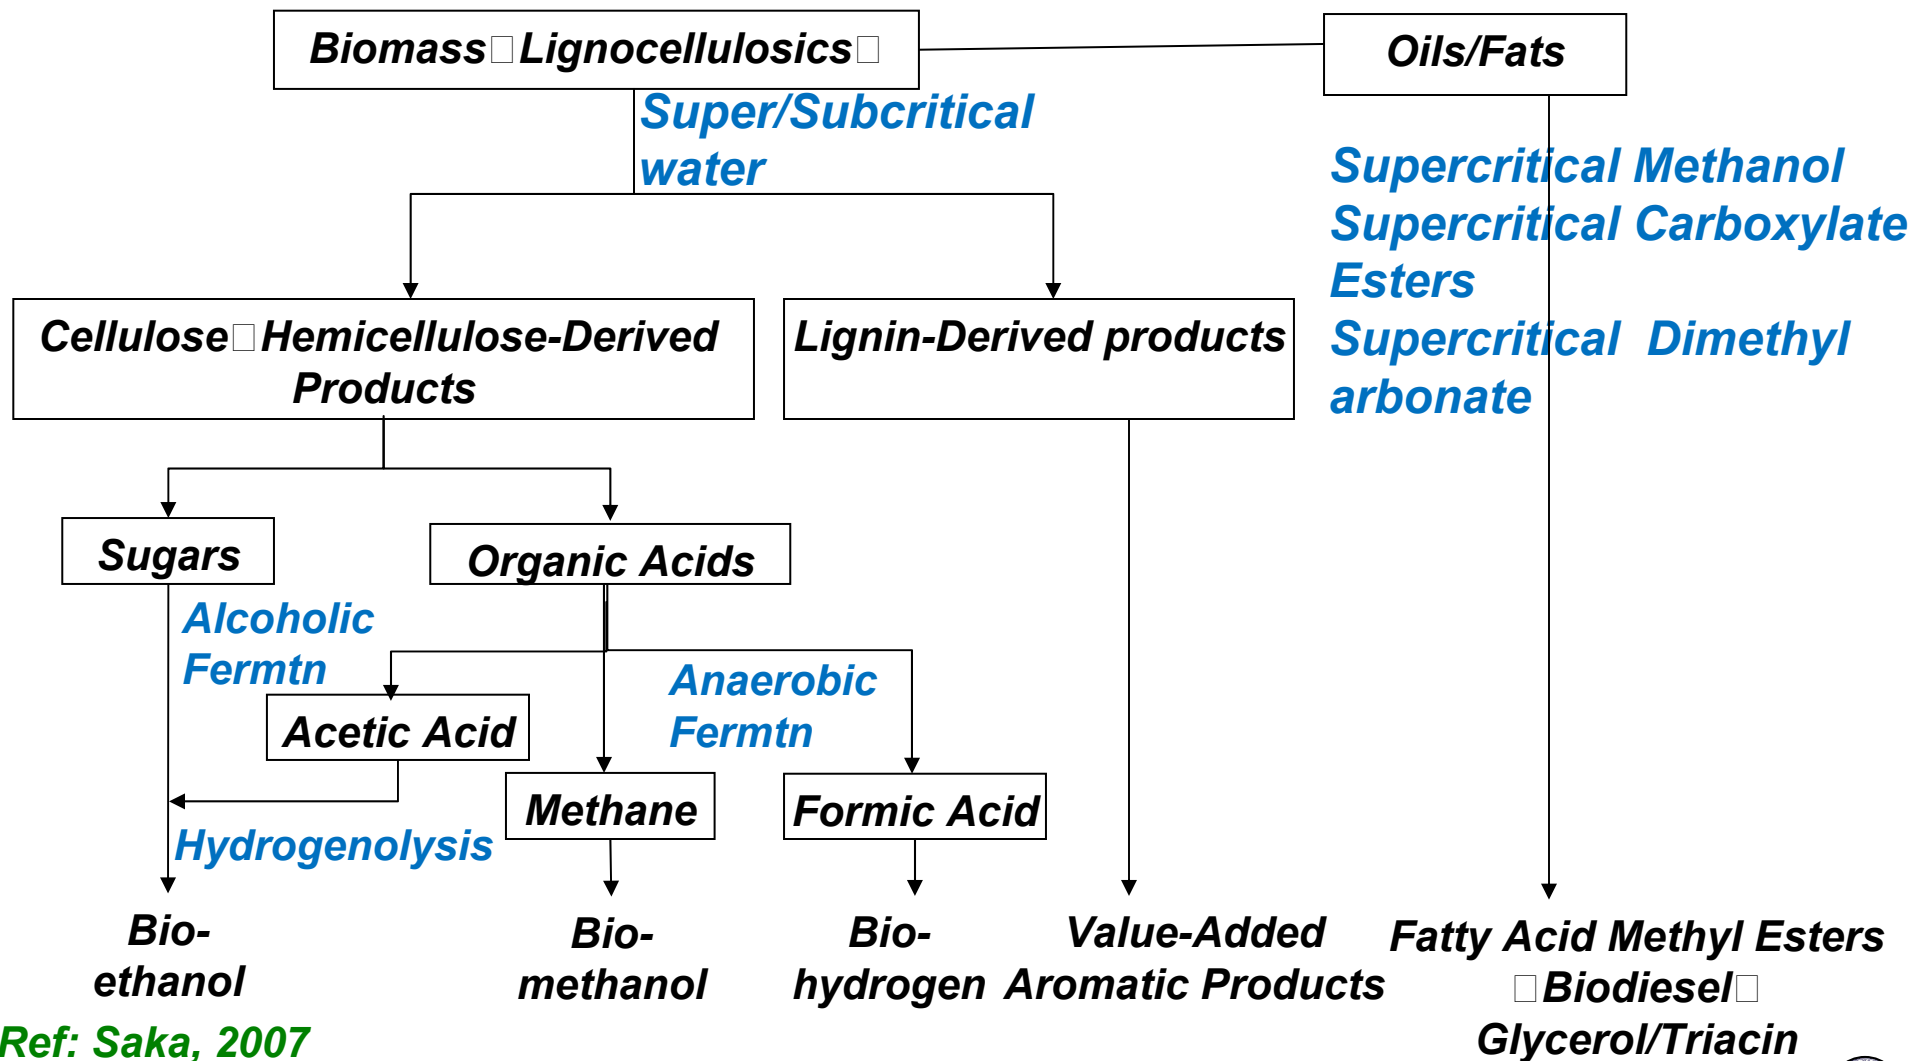 Biomass□Lignocellulosics□
Oils/Fats
Super/Subcritical
water
Supercritical Methanol
Supercritical Carboxylate
Esters
Supercritical Dimethyl
arbonate
Cellulose□Hemicellulose-Derived
Products
Lignin-Derived products
Sugars
Organic Acids
Alcoholic
Fermtn
Anaerobic
Fermtn
Acetic Acid
Methane
Formic Acid
Hydrogenolysis
Bio-
ethanol
Bio-
methanol
Bio-
hydrogen
Value-Added
Aromatic Products
Fatty Acid Methyl Esters
□Biodiesel□
Glycerol/Triacin
Ref: Saka, 2007